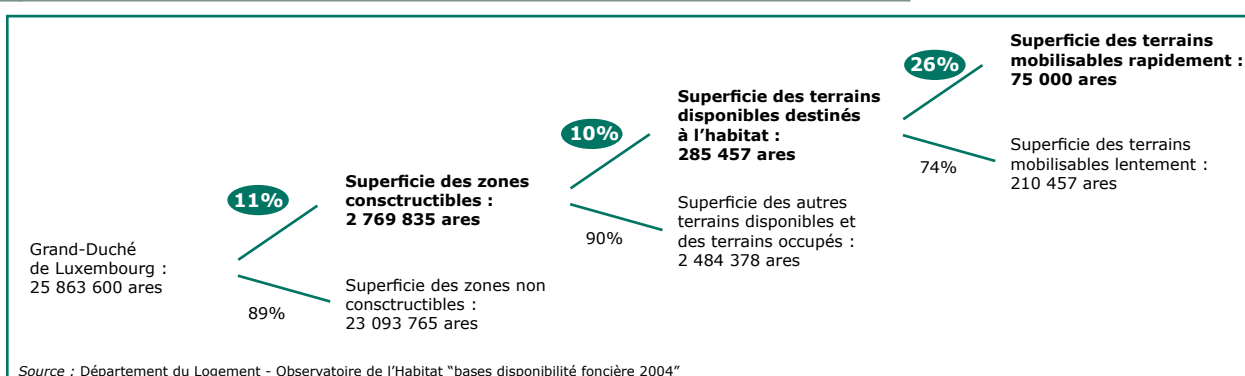 Grand-Duché
de Luxembourg :
25 863 600 ares
11%
89%
Superficie des zones
consctructibles :
2 769 835 ares
Superficie des zones non
consctructibles :
23 093 765 ares
10%
90%
Superficie des terrains
disponibles destinés
à l’habitat :
285 457 ares
Superficie des autres
terrains disponibles et
des terrains occupés :
2 484 378 ares
26%
74%
Superficie des terrains
mobilisables rapidement :
75 000 ares
Superficie des terrains
mobilisables lentement :
210 457 ares
Source : Département du Logement - Observatoire de l’Habitat “bases disponibilité foncière 2004”